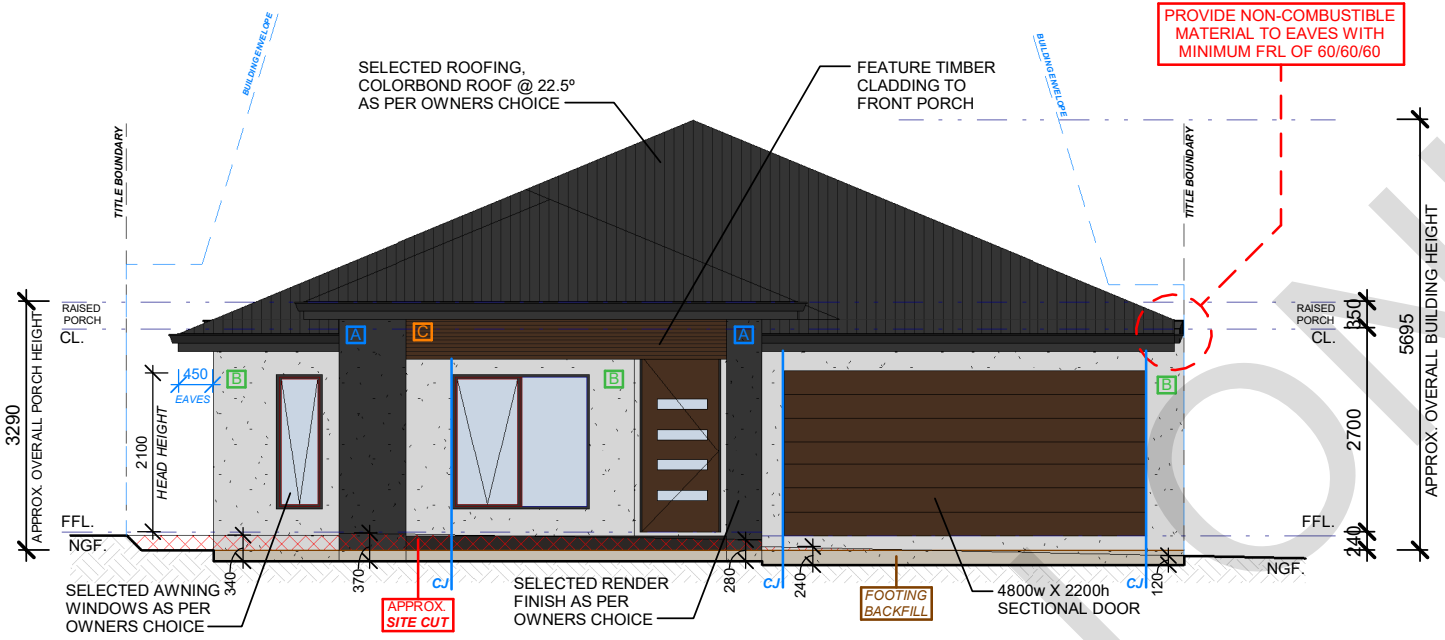 PROVIDE NON-COMBUSTIBLE
MATERIAL TO EAVES WITH
MINIMUM FRL OF 60/60/60
BUILDING ENVELOPE
BUILDING ENVELOPE
SELECTED ROOFING,
COLORBOND ROOF @ 22.5º
AS PER OWNERS CHOICE
FEATURE TIMBER
CLADDING TO
FRONT PORCH
TITLE BOUNDARY
TITLE BOUNDARY
3290
APPROX. OVERALL PORCH HEIGHT
RAISED
PORCH
CL.
RAISED
PORCH
CL.
350
5695
APPROX. OVERALL BUILDING HEIGHT
A
C
A
450
EAVES
B
B
B
2100
HEAD HEIGHT
2700
FFL.
NGF.
FFL.
240
NGF.
340
370
CJ
280
CJ
240
CJ
120
SELECTED AWNING
WINDOWS AS PER
OWNERS CHOICE
APPROX.
SITE CUT
SELECTED RENDER
FINISH AS PER
OWNERS CHOICE
FOOTING
BACKFILL
4800w X 2200h
SECTIONAL DOOR